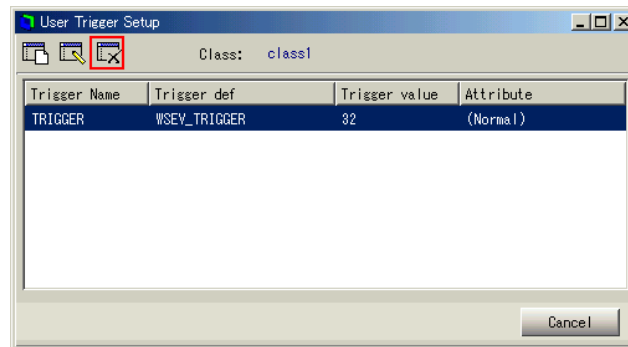 User Trigger Setup
Class: class1
Trigger Name Trigger def Trigger value Attribute
TRIGGER WSEV_TRIGGER 32 (Normal)
Cancel